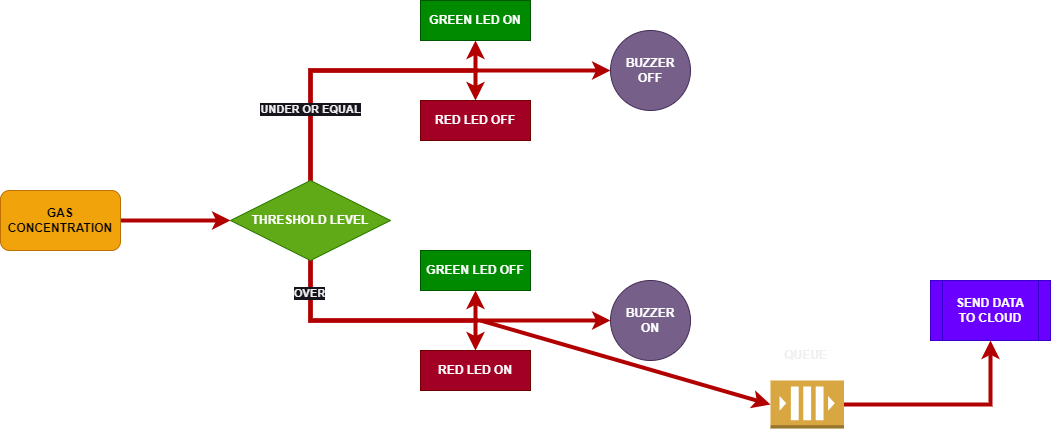 GREEN LED ON
BUZZER
OFF
UNDER OR EQUAL
RED LED OFF
GAS
CONCENTRATION
THRESHOLD LEVEL
GREEN LED OFF
OVER
BUZZER
ON
SEND DATA
TO CLOUD
QUEUE
RED LED ON